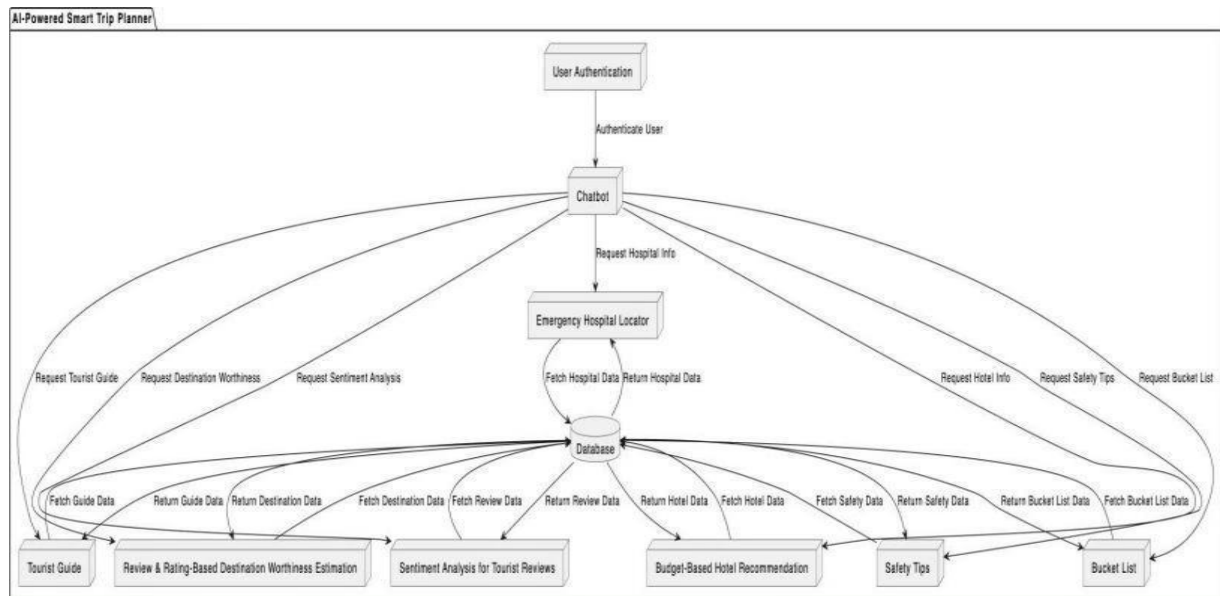 AI-Powered Smart Trip Planner
User Authentication
Authenticate User
Chatbot
Request Hospital Info
Emergency Hospital Locator
Request Tourist Guide
Request Destination Worthiness
Request Sentiment Analysis
Fetch Hospital Data
Return Hospital Data
Request Hotel Info
Request Safety Tips
Request Bucket List
Database
Fetch Guide Data
Return Guide Data
Return Destination Data
Fetch Destination Data
Fetch Review Data
Return Review Data
Return Hotel Data
Fetch Hotel Data
Fetch Safety Data
Return Safety Data
Return Bucket List Data
Fetch Bucket List Data
Tourist Guide
Review & Rating-Based Destination Worthiness Estimation
Sentiment Analysis for Tourist Reviews
Budget-Based Hotel Recommendation
Safety Tips
Bucket List